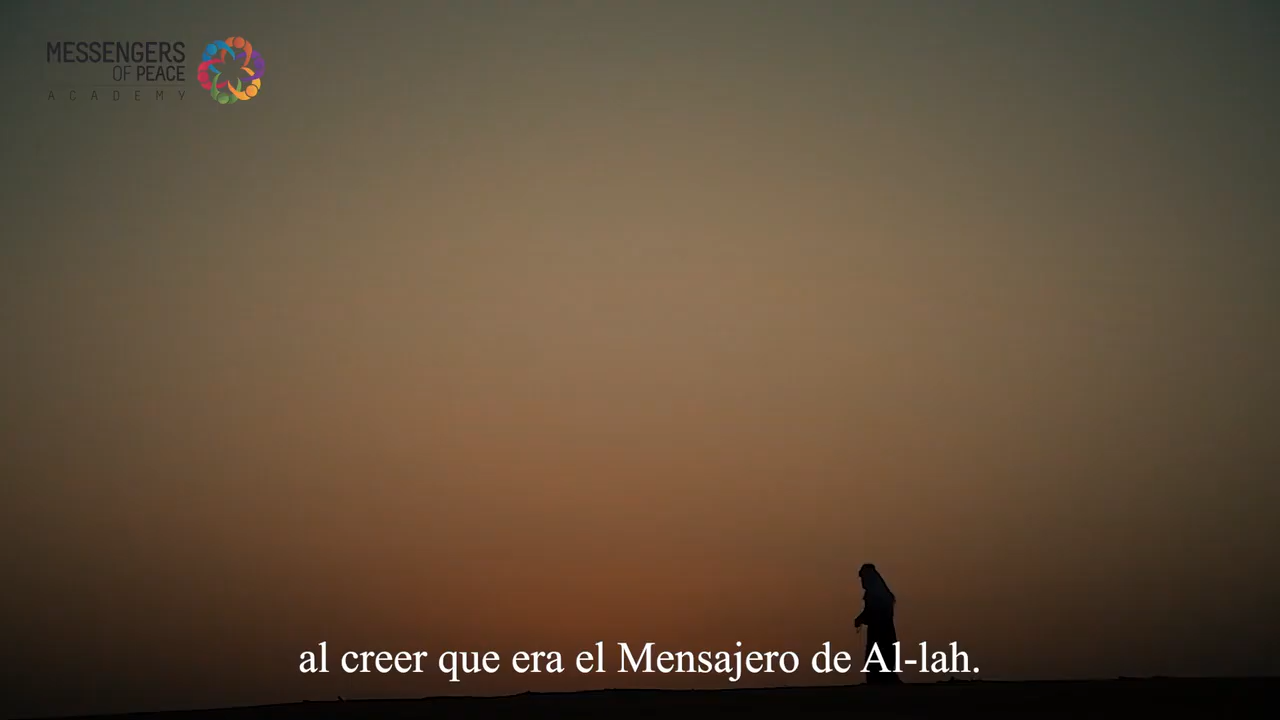 MESSENGERS
OF PEACE
ACADEMY
al creer que era el Mensajero de Al-lah.